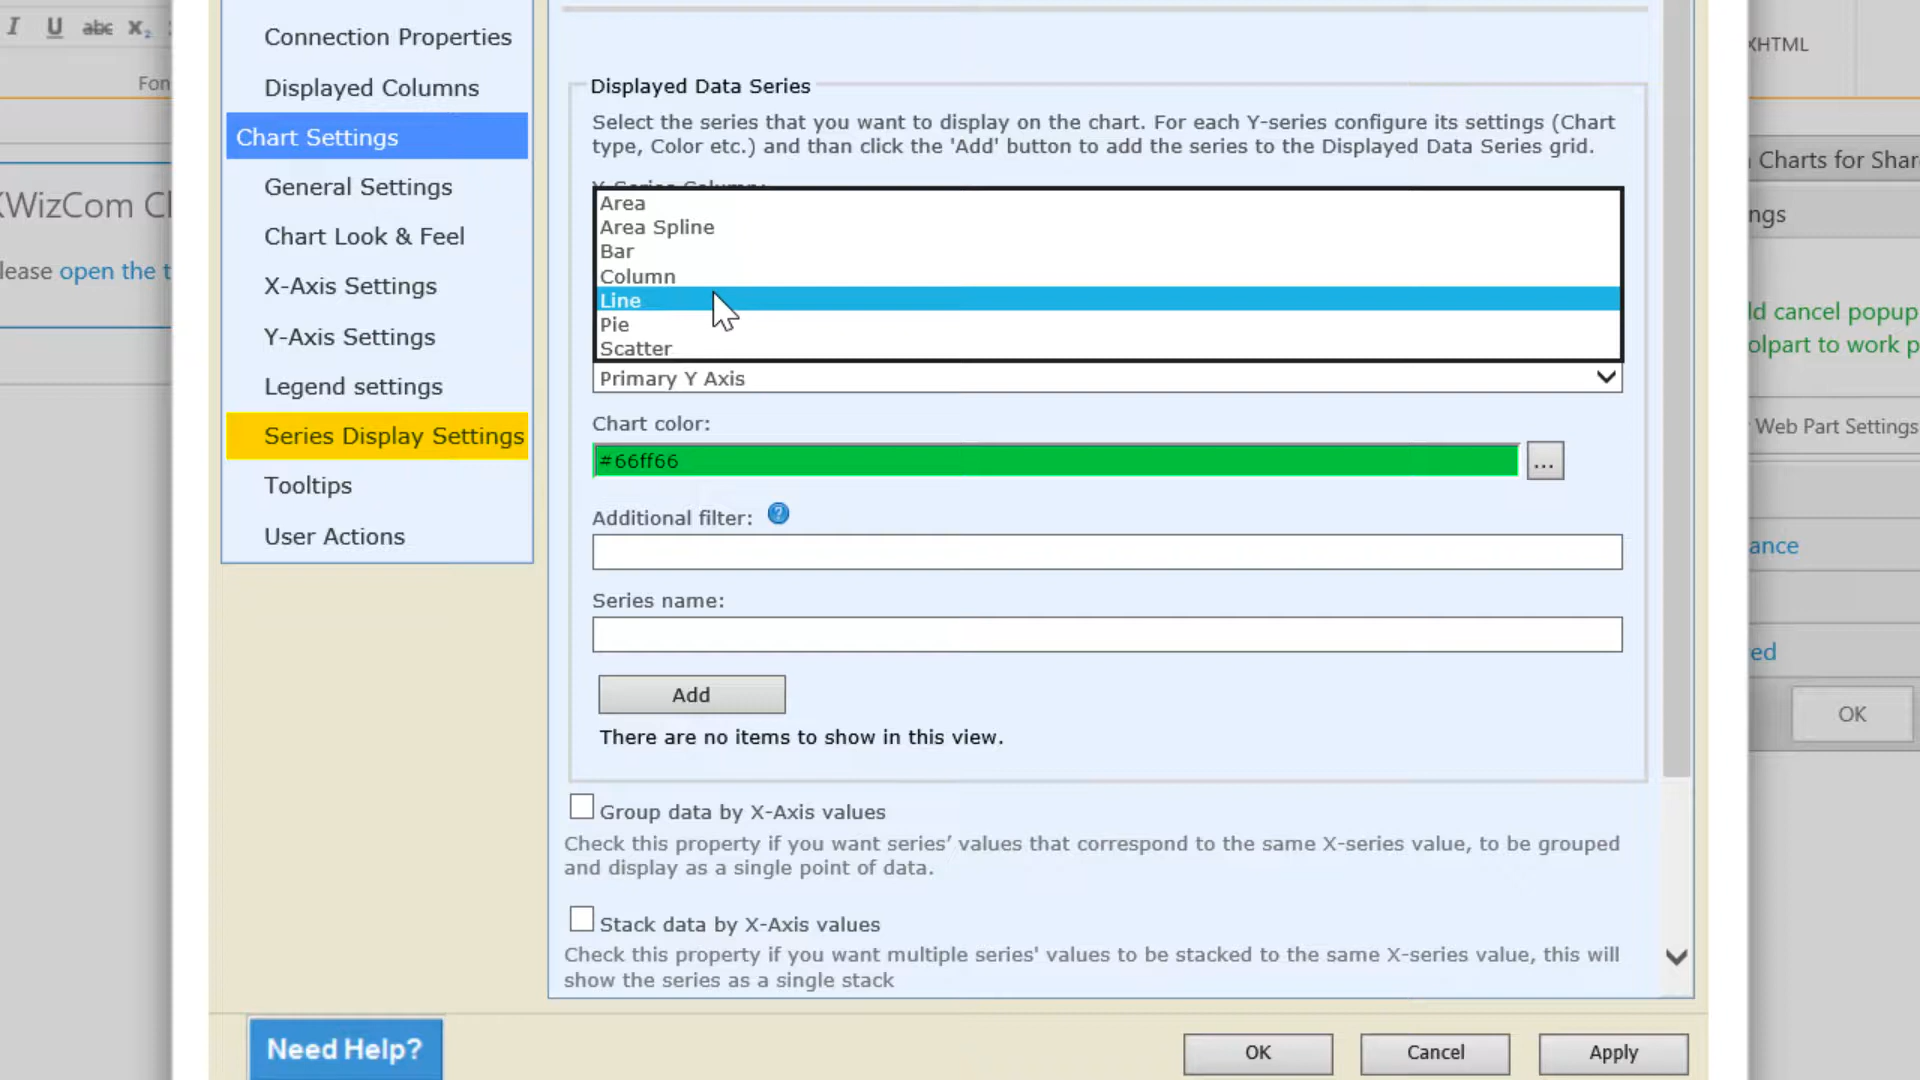 I U abc X₂
Fon
XHTML
Connection Properties
Displayed Columns
Chart Settings
General Settings
Chart Look & Feel
X-Axis Settings
Y-Axis Settings
Legend settings
Series Display Settings
Tooltips
User Actions
Displayed Data Series
Select the series that you want to display on the chart. For each Y-series configure its settings (Chart
type, Color etc.) and than click the 'Add' button to add the series to the Displayed Data Series grid.
Y-Series Column:
Area
Area Spline
Bar
Column
Line
Pie
Scatter
Primary Y Axis
Chart color:
#66ff66
...
Additional filter: ?
Series name:
Add
There are no items to show in this view.
Group data by X-Axis values
Check this property if you want series’ values that correspond to the same X-series value, to be grouped
and display as a single point of data.
Stack data by X-Axis values
Check this property if you want multiple series' values to be stacked to the same X-series value, this will
show the series as a single stack
Need Help?
OK
Cancel
Apply
KWizCom Cl
lease open the t
Charts for Share
ngs
ld cancel popup
olpart to work p
Web Part Settings
ance
ed
OK